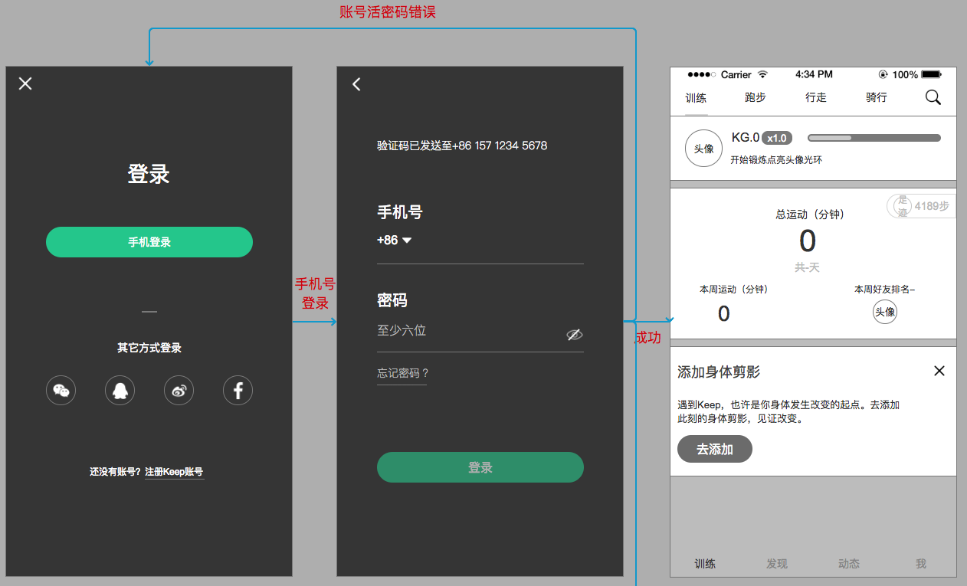 账号活密码错误
登录
手机登录
其它方式登录
还没有账号？注册Keep账号
手机号
登录
验证码已发送至+86 157 1234 5678
手机号
+86
密码
至少六位
忘记密码？
登录
成功
Carrier 4:34 PM 100%
训练 跑步 行走 骑行
头像
KG.0 x1.0
开始锻炼点亮头像光环
足迹 4189步
总运动（分钟）
0
共-天
本周运动（分钟） 本周好友排名–
0 头像
添加身体剪影
遇到Keep，也许是你身体发生改变的起点。去添加
此刻的身体剪影，见证改变。
去添加
训练 发现 动态 我